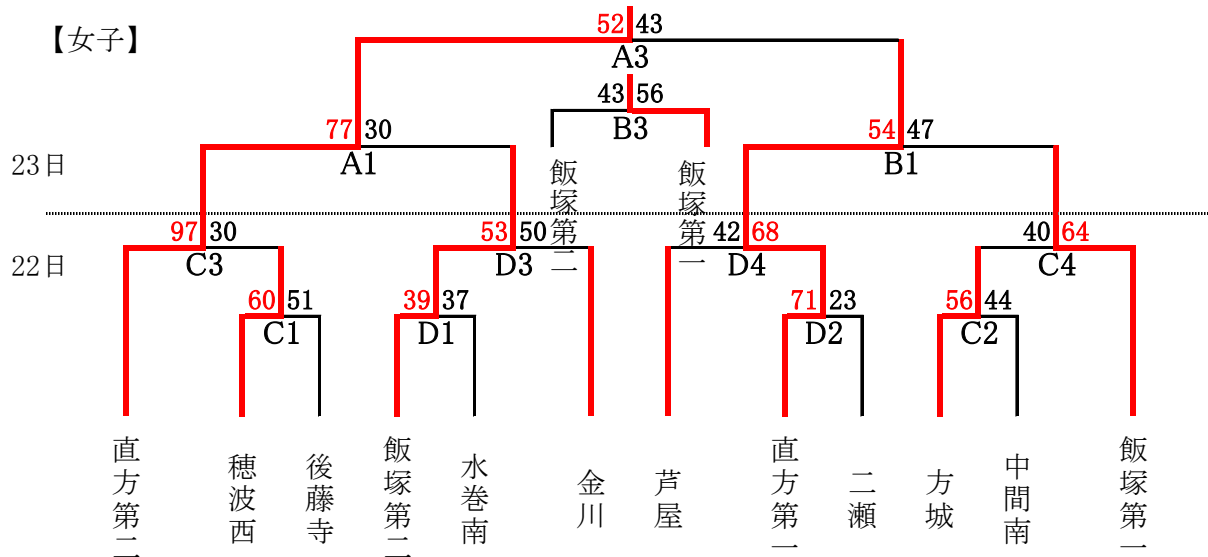 【女子】
52 43
A3
43 56
B3
77 30
A1
54 47
B1
23日
飯塚第二
飯塚第一
97 30
C3
53 50
D3
42 68
D4
40 64
C4
22日
60 51
C1
39 37
D1
71 23
D2
56 44
C2
直方第二
穂波西
後藤寺
飯塚第二
水巻南
金川
芦屋
直方第一
二瀬
方城
中間南
飯塚第一